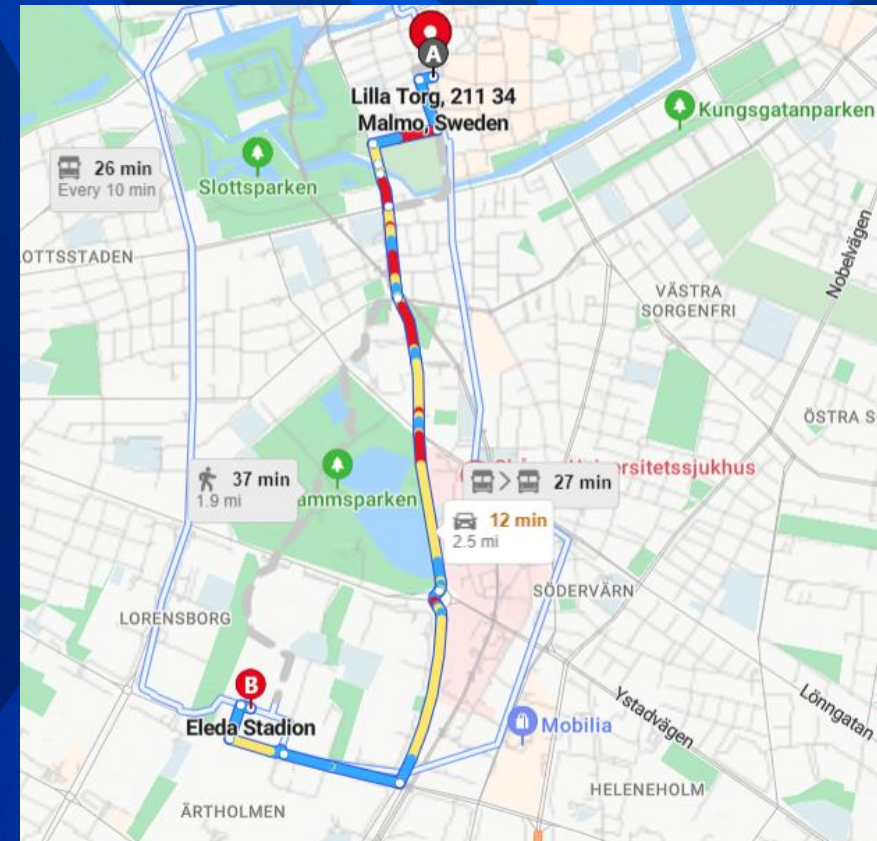 A
Lilla Torg, 211 34
Malmo, Sweden
Kungsgatanparken
26 min
Every 10 min
Slottsparken
Nobelvägen
OTTSSTADEN
VÄSTRA
SORGENFRI
ÖSTRA S
37 min
1.9 mi
ammsparken
ersitetssjukhus
> 27 min
12 min
2.5 mi
SÖDERVÄRN
LORENSBORG
B
Eleda Stadion
Ystadvägen
Lönngatan
Mobilia
HELENEHOLM
ÄRTHOLMEN